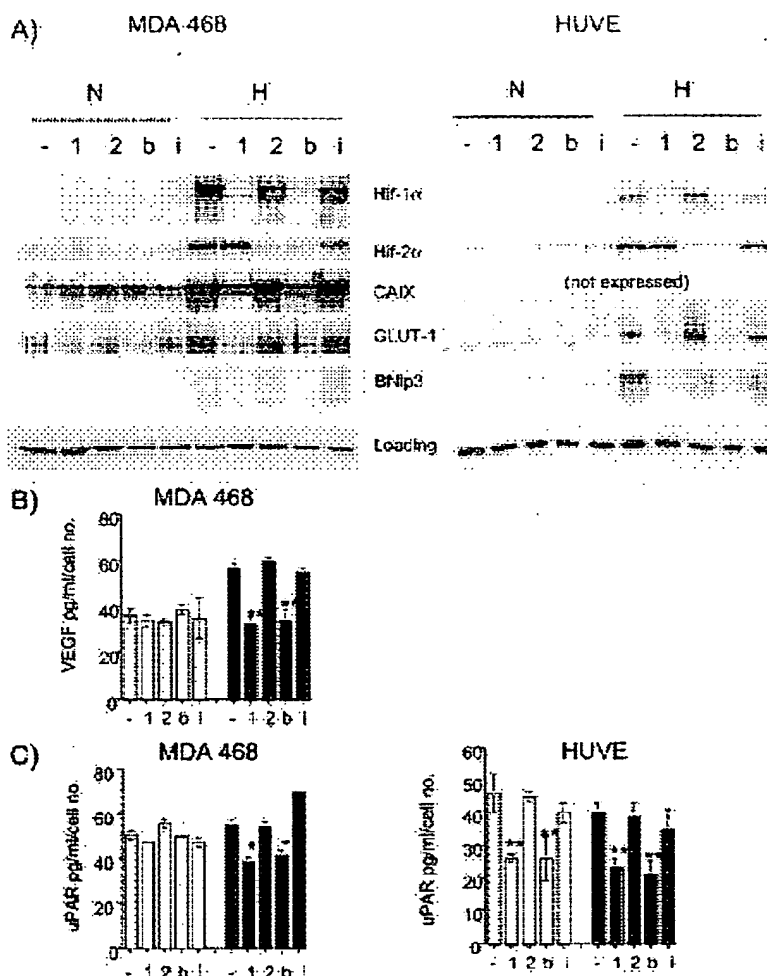 A)
MDA 468 HUVE
N H N H
- 1 2 b i - 1 2 b i - 1 2 b i - 1 2 b i
Hif-1α
Hif-2α
CAIX (not expressed)
GLUT-1
BNip3
Loading
B) MDA 468
VEGF pg/ml/cell no.
80
60
40
20
0
** **
- 1 2 b i - 1 2 b i
C) MDA 468 HUVE
uPAR pg/ml/cell no.
80
60
40
20
0
* *
- 1 2 b i - 1 2 b i
uPAR pg/ml/cell no.
60
50
40
30
20
10
0
** ** ** **
- 1 2 b i - 1 2 b i